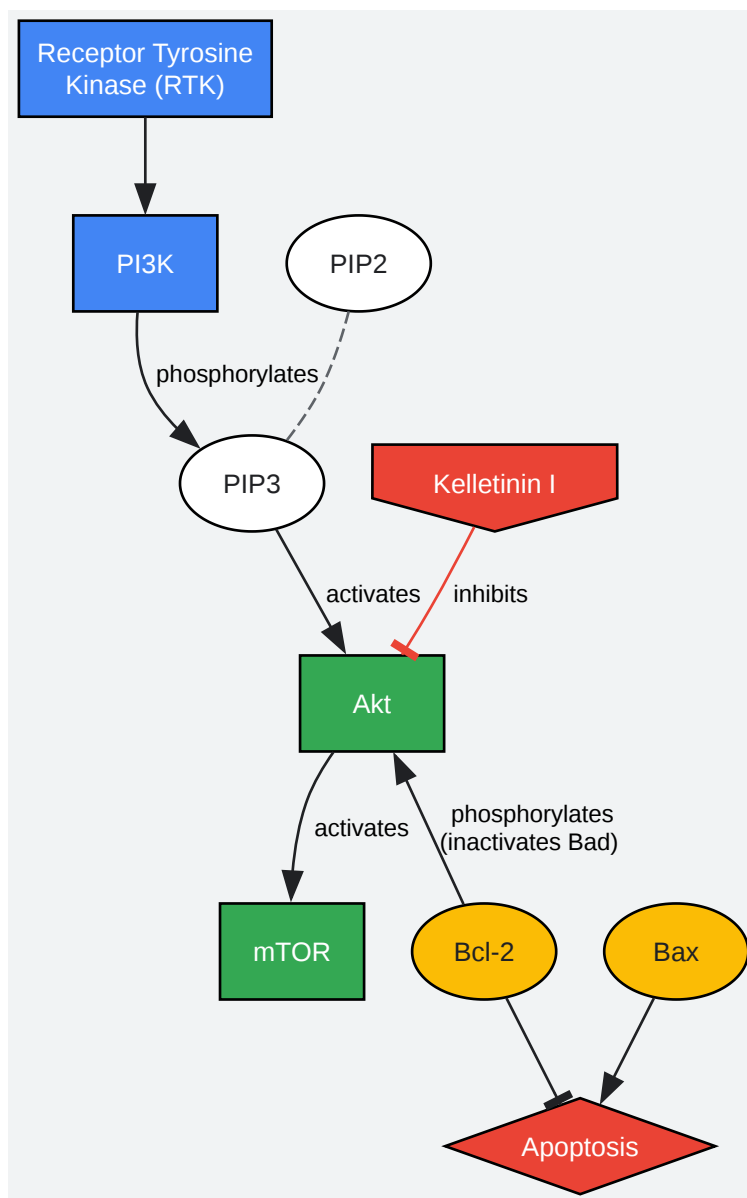 Receptor Tyrosine
Kinase (RTK)
PI3K
PIP2
phosphorylates
PIP3
Kelletinin I
activates
inhibits
Akt
activates
phosphorylates
(inactivates Bad)
mTOR
Bcl-2
Bax
Apoptosis